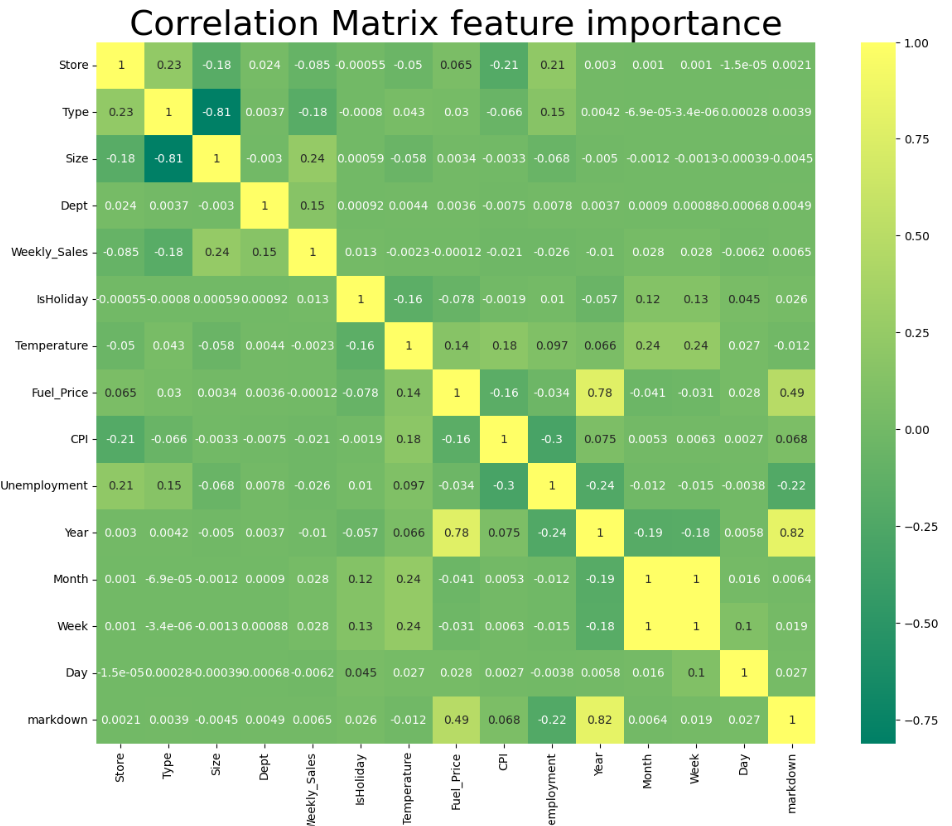 Correlation Matrix feature importance
Store 1 0.23 -0.18 0.024 -0.085 -0.00055 -0.05 0.065 -0.21 0.21 0.003 0.001 0.001 -1.5e-05 0.0021
Type 0.23 1 -0.81 0.0037 -0.18 -0.0008 0.043 0.03 -0.066 0.15 0.0042 -6.9e-05 -3.4e-06 0.00028 0.0039
Size -0.18 -0.81 1 -0.003 0.24 0.00059 -0.058 0.0034 -0.0033 -0.068 -0.005 -0.0012 -0.0013 -0.00039 -0.0045
Dept 0.024 0.0037 -0.003 1 0.15 0.00092 0.0044 0.0036 -0.0075 0.0078 0.0037 0.0009 0.00088 -0.00068 0.0049
Weekly_Sales -0.085 -0.18 0.24 0.15 1 0.013 -0.0023 -0.00012 -0.021 -0.026 -0.01 0.028 0.028 -0.0062 0.0065
IsHoliday -0.00055 -0.0008 0.00059 0.00092 0.013 1 -0.16 -0.078 -0.0019 0.01 -0.057 0.12 0.13 0.045 0.026
Temperature -0.05 0.043 -0.058 0.0044 -0.0023 -0.16 1 0.14 0.18 0.097 0.066 0.24 0.24 0.027 -0.012
Fuel_Price 0.065 0.03 0.0034 0.0036 -0.00012 -0.078 0.14 1 -0.16 -0.034 0.78 -0.041 -0.031 0.028 0.49
CPI -0.21 -0.066 -0.0033 -0.0075 -0.021 -0.0019 0.18 -0.16 1 -0.3 0.075 0.0053 0.0063 0.0027 0.068
Unemployment 0.21 0.15 -0.068 0.0078 -0.026 0.01 0.097 -0.034 -0.3 1 -0.24 -0.012 -0.015 -0.0038 -0.22
Year 0.003 0.0042 -0.005 0.0037 -0.01 -0.057 0.066 0.78 0.075 -0.24 1 -0.19 -0.18 0.0058 0.82
Month 0.001 -6.9e-05 -0.0012 0.0009 0.028 0.12 0.24 -0.041 0.0053 -0.012 -0.19 1 1 0.016 0.0064
Week 0.001 -3.4e-06 -0.0013 0.00088 0.028 0.13 0.24 -0.031 0.0063 -0.015 -0.18 1 1 0.1 0.019
Day -1.5e-05 0.00028 -0.00039 -0.00068 -0.0062 0.045 0.027 0.028 0.0027 -0.0038 0.0058 0.016 0.1 1 0.027
markdown 0.0021 0.0039 -0.0045 0.0049 0.0065 0.026 -0.012 0.49 0.068 -0.22 0.82 0.0064 0.019 0.027 1
Store Type Size Dept Weekly_Sales IsHoliday Temperature Fuel_Price CPI employment Year Month Week Day markdown
1.00
0.75
0.50
0.25
0.00
−0.25
−0.50
−0.75